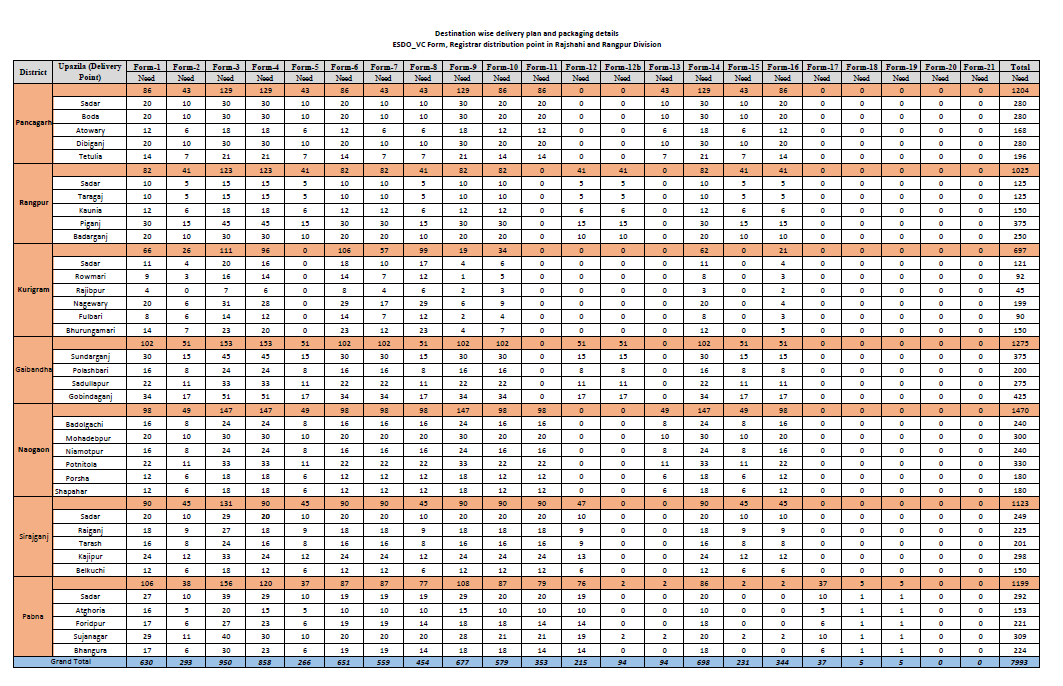 Destination wise delivery plan and packaging details
ESDO_VC Form, Registrar distribution point in Rajshahi and Rangpur Division
District Upazila (Delivery Point) Form-1 Form-2 Form-3 Form-4 Form-5 Form-6 Form-7 Form-8 Form-9 Form-10 Form-11 Form-12 Form-12b Form-13 Form-14 Form-15 Form-16 Form-17 Form-18 Form-19 Form-20 Form-21 Total
Need Need Need Need Need Need Need Need Need Need Need Need Need Need Need Need Need Need Need Need Need Need Need
Pancagarh 86 43 129 129 43 86 43 43 129 86 86 0 0 43 129 43 86 0 0 0 0 0 1204
Sadar 20 10 30 30 10 20 10 10 30 20 20 0 0 10 30 10 20 0 0 0 0 0 280
Boda 20 10 30 30 10 20 10 10 30 20 20 0 0 10 30 10 20 0 0 0 0 0 280
Atowary 12 6 18 18 6 12 6 6 18 12 12 0 0 6 18 6 12 0 0 0 0 0 168
Dibiganj 20 10 30 30 10 20 10 10 30 20 20 0 0 10 30 10 20 0 0 0 0 0 280
Tetulia 14 7 21 21 7 14 7 7 21 14 14 0 0 7 21 7 14 0 0 0 0 0 196
Rangpur 82 41 123 123 41 82 82 41 82 82 0 41 41 0 82 41 41 0 0 0 0 0 1025
Sadar 10 5 15 15 5 10 10 5 10 10 0 5 5 0 10 5 5 0 0 0 0 0 125
Taragaj 10 5 15 15 5 10 10 5 10 10 0 5 5 0 10 5 5 0 0 0 0 0 125
Kaunia 12 6 18 18 6 12 12 6 12 12 0 6 6 0 12 6 6 0 0 0 0 0 150
Piganj 30 15 45 45 15 30 30 15 30 30 0 15 15 0 30 15 15 0 0 0 0 0 375
Badarganj 20 10 30 30 10 20 20 10 20 20 0 10 10 0 20 10 10 0 0 0 0 0 250
Kurigram 66 26 111 96 0 106 57 99 19 34 0 0 0 0 62 0 21 0 0 0 0 0 697
Sadar 11 4 20 16 0 18 10 17 4 6 0 0 0 0 11 0 4 0 0 0 0 0 121
Rowmari 9 3 16 14 0 14 7 12 1 5 0 0 0 0 8 0 3 0 0 0 0 0 92
Rajibpur 4 0 7 6 0 8 4 6 2 3 0 0 0 0 3 0 2 0 0 0 0 0 45
Nagewary 20 6 31 28 0 29 17 29 6 9 0 0 0 0 20 0 4 0 0 0 0 0 199
Fulbari 8 6 14 12 0 14 7 12 2 4 0 0 0 0 8 0 3 0 0 0 0 0 90
Bhurungamari 14 7 23 20 0 23 12 23 4 7 0 0 0 0 12 0 5 0 0 0 0 0 150
Gaibandha 102 51 153 153 51 102 102 51 102 102 0 51 51 0 102 51 51 0 0 0 0 0 1275
Sundarganj 30 15 45 45 15 30 30 15 30 30 0 15 15 0 30 15 15 0 0 0 0 0 375
Polashbari 16 8 24 24 8 16 16 8 16 16 0 8 8 0 16 8 8 0 0 0 0 0 200
Sadullapur 22 11 33 33 11 22 22 11 22 22 0 11 11 0 22 11 11 0 0 0 0 0 275
Gobindaganj 34 17 51 51 17 34 34 17 34 34 0 17 17 0 34 17 17 0 0 0 0 0 425
Naogaon 98 49 147 147 49 98 98 98 147 98 98 0 0 49 147 49 98 0 0 0 0 0 1470
Badolgachi 16 8 24 24 8 16 16 16 24 16 16 0 0 8 24 8 16 0 0 0 0 0 240
Mohadebpur 20 10 30 30 10 20 20 20 30 20 20 0 0 10 30 10 20 0 0 0 0 0 300
Niamotpur 16 8 24 24 8 16 16 16 24 16 16 0 0 8 24 8 16 0 0 0 0 0 240
Potnitola 22 11 33 33 11 22 22 22 33 22 22 0 0 11 33 11 22 0 0 0 0 0 330
Porsha 12 6 18 18 6 12 12 12 18 12 12 0 0 6 18 6 12 0 0 0 0 0 180
Shapahar 12 6 18 18 6 12 12 12 18 12 12 0 0 6 18 6 12 0 0 0 0 0 180
Sirajganj 90 45 131 90 45 90 90 45 90 90 90 47 0 0 90 45 45 0 0 0 0 0 1123
Sadar 20 10 29 20 10 20 20 10 20 20 20 10 0 0 20 10 10 0 0 0 0 0 249
Raiganj 18 9 27 18 9 18 18 9 18 18 18 9 0 0 18 9 9 0 0 0 0 0 225
Tarash 16 8 24 16 8 16 16 8 16 16 16 9 0 0 16 8 8 0 0 0 0 0 201
Kajipur 24 12 33 24 12 24 24 12 24 24 24 13 0 0 24 12 12 0 0 0 0 0 298
Belkuchi 12 6 18 12 6 12 12 6 12 12 12 6 0 0 12 6 6 0 0 0 0 0 150
Pabna 106 38 156 120 37 87 87 77 108 87 79 76 2 2 86 2 2 37 5 5 0 0 1199
Sadar 27 10 39 29 10 19 19 19 29 20 20 19 0 0 20 0 0 10 1 1 0 0 292
Atghoria 16 5 20 15 5 10 10 10 15 10 10 10 0 0 10 0 0 5 1 1 0 0 153
Foridpur 17 6 27 23 6 19 19 14 18 18 14 14 0 0 18 0 0 6 1 1 0 0 221
Sujanagar 29 11 40 30 10 20 20 20 28 21 21 19 2 2 20 2 2 10 1 1 0 0 309
Bhangura 17 6 30 23 6 19 19 14 18 18 14 14 0 0 18 0 0 6 1 1 0 0 224
Grand Total 630 293 950 858 266 651 559 454 677 579 353 215 94 94 698 231 344 37 5 5 0 0 7993